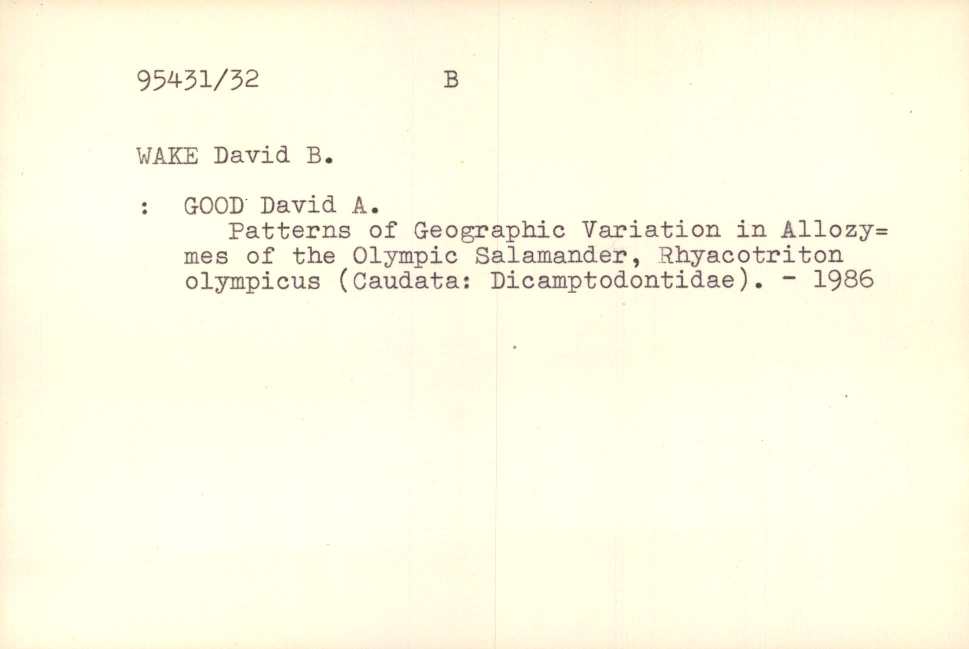 95431/32 B
WAKE David B.
: GOOD David A.
Patterns of Geographic Variation in Allozy=
mes of the Olympic Salamander, Rhyacotriton
olympicus (Caudata: Dicamptodontidae). - 1986